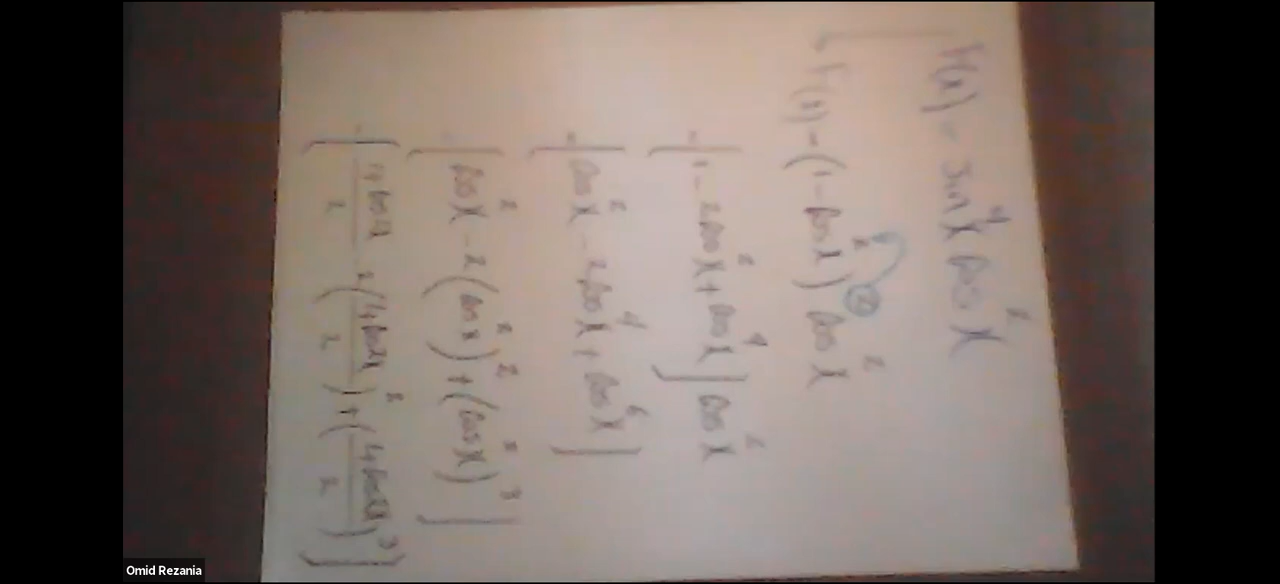 F(x) = sin⁴x cos²x
F(x) = (1 - cos²x)² cos²x
= [1 - 2cos²x + cos⁴x] cos²x
= [cos²x - 2cos⁴x + cos⁶x]
= [cos²x - 2(cos²x)² + (cos²x)³]
= [(1+cos2x)/2 2((1+cos2x)/2)² + ((1+cos2x)/2)³]
Omid Rezania